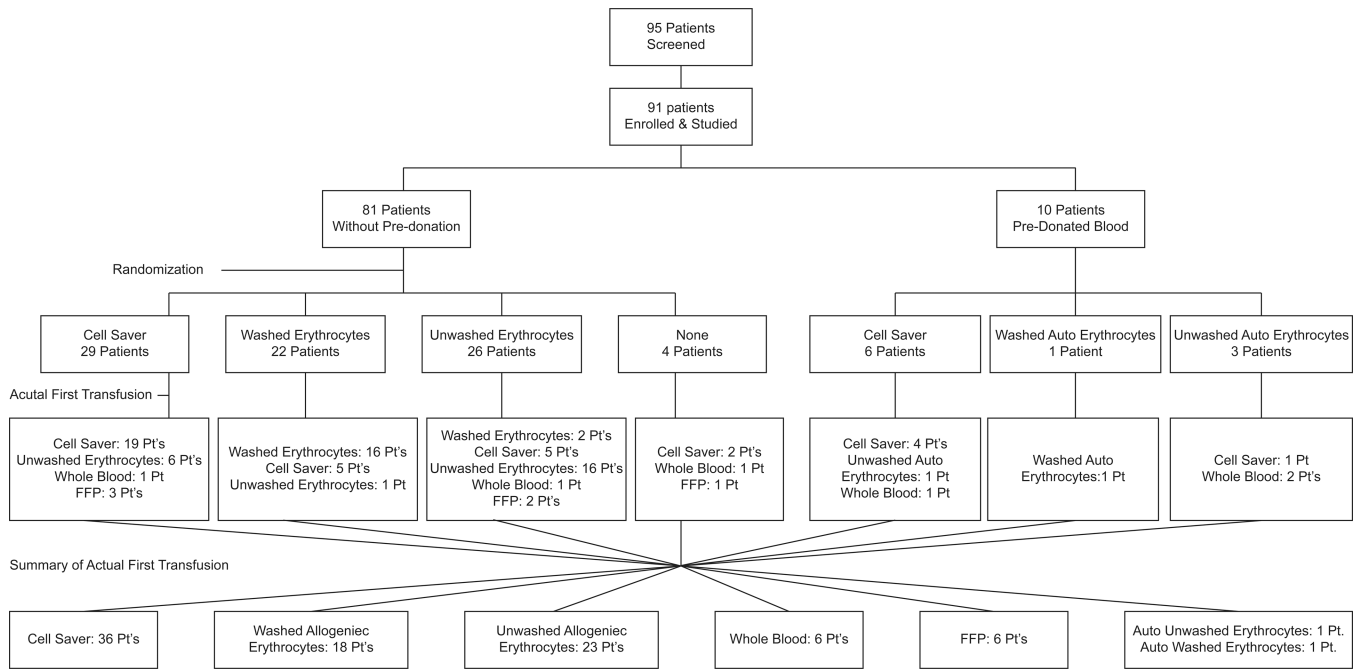 95 Patients
Screened
91 patients
Enrolled & Studied
81 Patients
Without Pre-donation
10 Patients
Pre-Donated Blood
Randomization
Cell Saver
29 Patients
Washed Erythrocytes
22 Patients
Unwashed Erythrocytes
26 Patients
None
4 Patients
Cell Saver
6 Patients
Washed Auto Erythrocytes
1 Patient
Unwashed Auto Erythrocytes
3 Patients
Acutal First Transfusion
Cell Saver: 19 Pt's
Unwashed Erythrocytes: 6 Pt's
Whole Blood: 1 Pt
FFP: 3 Pt's
Washed Erythrocytes: 16 Pt's
Cell Saver: 5 Pt's
Unwashed Erythrocytes: 1 Pt
Washed Erythrocytes: 2 Pt's
Cell Saver: 5 Pt's
Unwashed Erythrocytes: 16 Pt's
Whole Blood: 1 Pt
FFP: 2 Pt's
Cell Saver: 2 Pt's
Whole Blood: 1 Pt
FFP: 1 Pt
Cell Saver: 4 Pt's
Unwashed Auto
Erythrocytes: 1 Pt
Whole Blood: 1 Pt
Washed Auto
Erythrocytes:1 Pt
Cell Saver: 1 Pt
Whole Blood: 2 Pt's
Summary of Actual First Transfusion
Cell Saver: 36 Pt's
Washed Allogeniec
Erythrocytes: 18 Pt's
Unwashed Allogeniec
Erythrocytes: 23 Pt's
Whole Blood: 6 Pt's
FFP: 6 Pt's
Auto Unwashed Erythrocytes: 1 Pt.
Auto Washed Erythrocytes: 1 Pt.